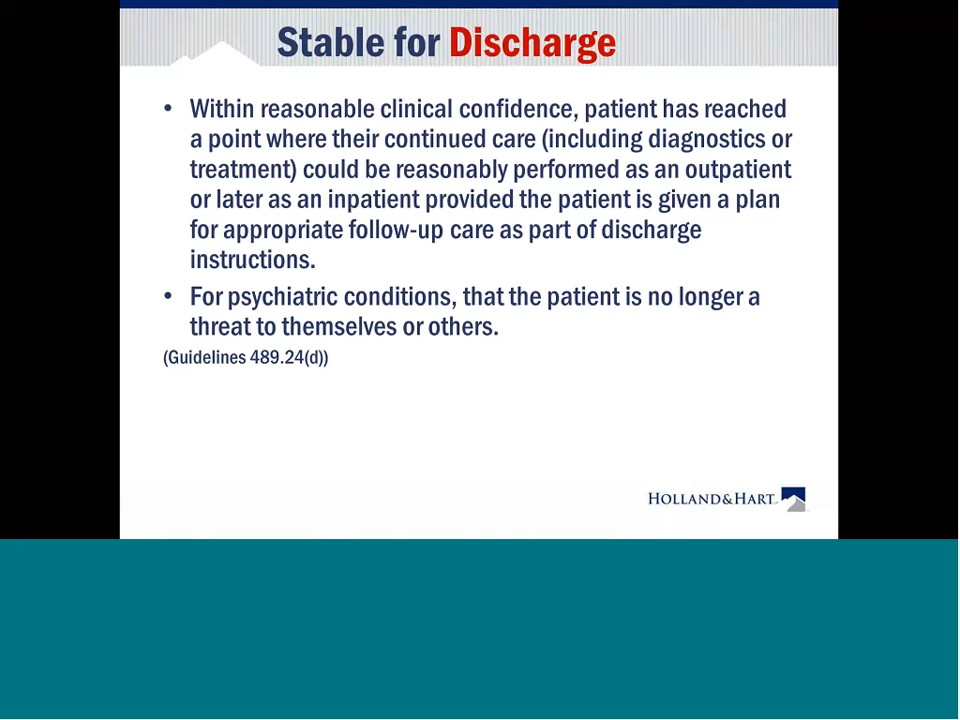 Stable for Discharge
• Within reasonable clinical confidence, patient has reached
a point where their continued care (including diagnostics or
treatment) could be reasonably performed as an outpatient
or later as an inpatient provided the patient is given a plan
for appropriate follow-up care as part of discharge
instructions.
• For psychiatric conditions, that the patient is no longer a
threat to themselves or others.
(Guidelines 489.24(d))
HOLLAND&HART